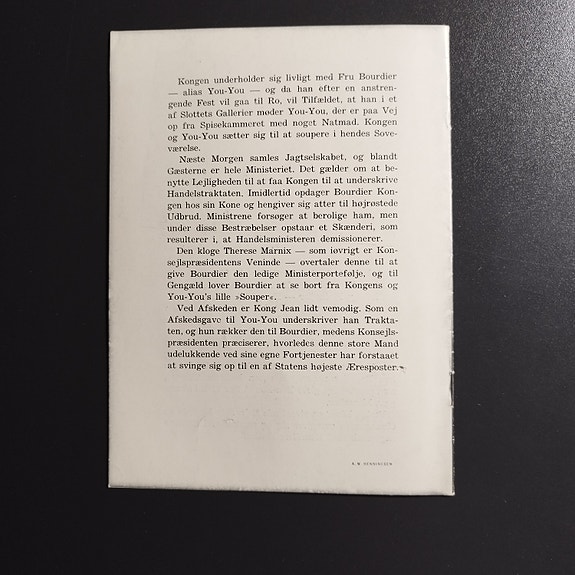 Kongen underholder sig livligt med Fru Bourdier
— alias You-You — og da han efter en anstren-
gende Fest vil gaa til Ro, vil Tilfældet, at han i et
af Slottets Gallerier møder You-You, der er paa Vej
op fra Spisekammeret med noget Natmad. Kongen
og You-You sætter sig til at soupere i hendes Sove-
værelse.
Næste Morgen samles Jagtselskabet, og blandt
Gæsterne er hele Ministeriet. Det gælder om at be-
nytte Lejligheden til at faa Kongen til at underskrive
Handelstraktaten. Imidlertid opdager Bourdier Kon-
gen hos sin Kone og hengiver sig atter til højrøstede
Udbrud. Ministrene forsøger at berolige ham, men
under disse Bestræbelser opstaar et Skænderi, som
resulterer i, at Handelsministeren demissionerer.
Den kloge Therese Marnix — som iøvrigt er Kon-
sejlspræsidentens Veninde — overtaler denne til at
give Bourdier den ledige Ministerportefølje, og til
Gengæld lover Bourdier at se bort fra Kongens og
You-You's lille »Souper«.
Ved Afskeden er Kong Jean lidt vemodig. Som en
Afskedsgave til You-You underskriver han Trakta-
ten, og hun rækker den til Bourdier, medens Konsejls-
præsidenten præciserer, hvorledes denne store Mand
udelukkende ved sine egne Fortjenester har forstaaet
at svinge sig op til en af Statens højeste Æresposter.
A. W. HENNINGSEN